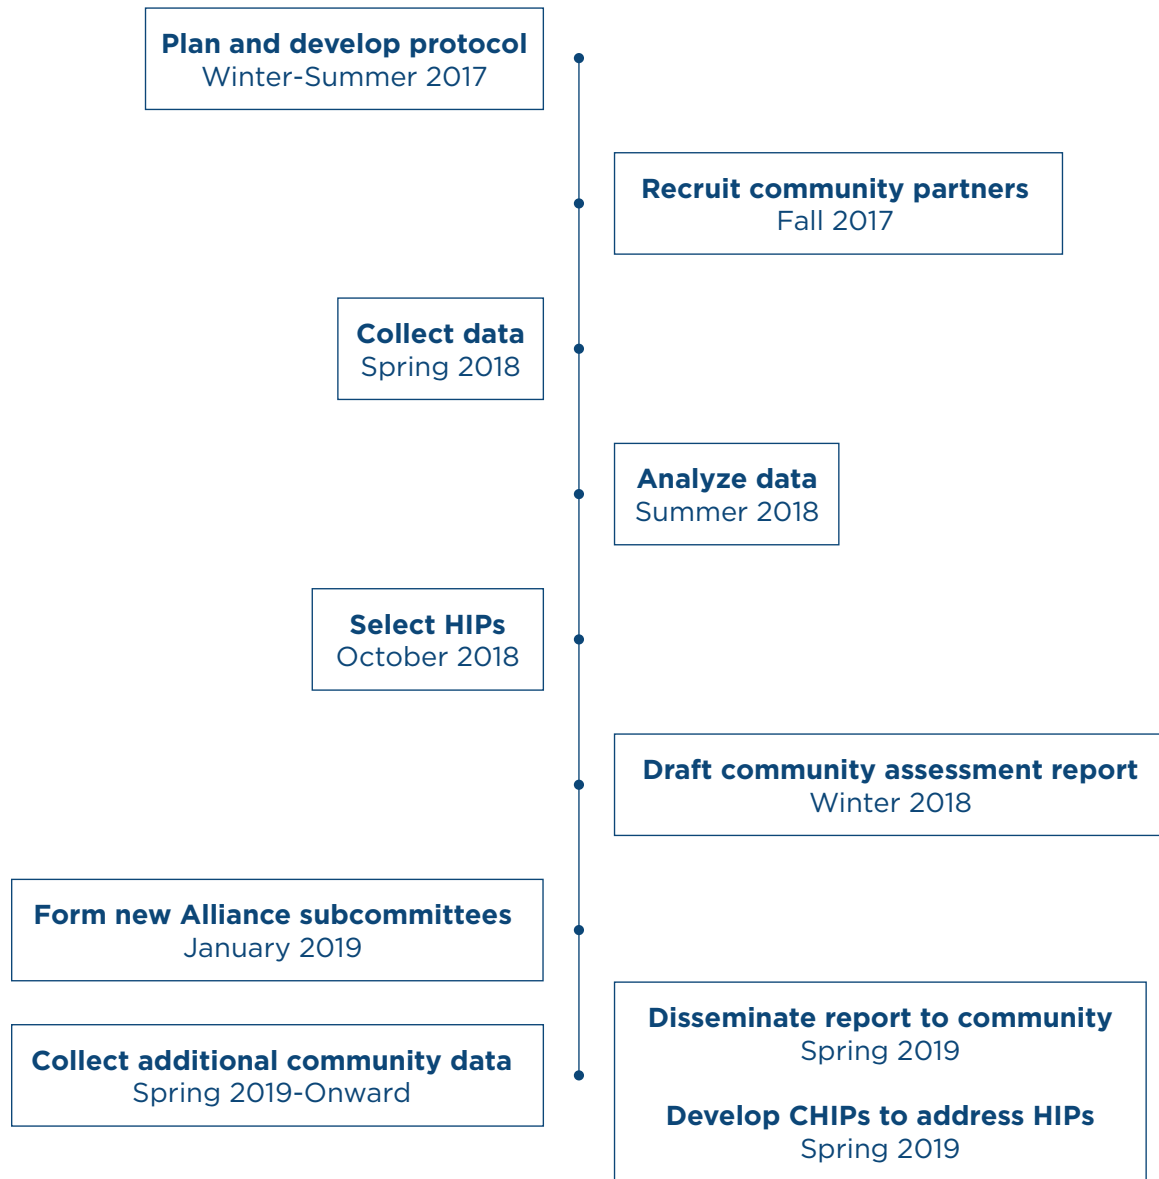 Plan and develop protocol
Winter-Summer 2017
Recruit community partners
Fall 2017
Collect data
Spring 2018
Analyze data
Summer 2018
Select HIPs
October 2018
Draft community assessment report
Winter 2018
Form new Alliance subcommittees
January 2019
Collect additional community data
Spring 2019-Onward
Disseminate report to community
Spring 2019
Develop CHIPs to address HIPs
Spring 2019